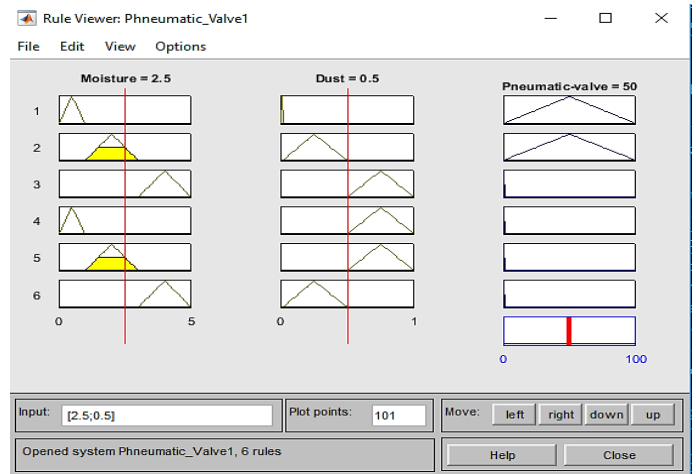 Rule Viewer: Phneumatic_Valve1
File Edit View Options
Moisture = 2.5 Dust = 0.5 Pneumatic-valve = 50
1
2
3
4
5
6
0 5 0 1
0 100
Input: [2.5;0.5] Plot points: 101 Move: left right down up
Opened system Phneumatic_Valve1, 6 rules Help Close